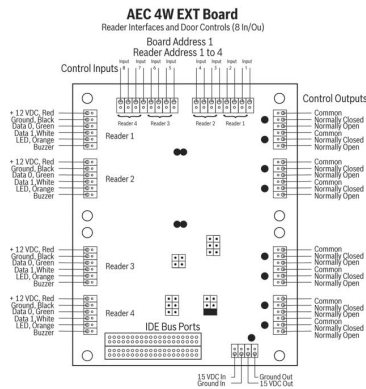 AEC 4W EXT Board
Reader Interfaces and Door Controls (8 In/Ou)
Board Address 1
Reader Address 1 to 4
Control Inputs
Input 8 Input 7 Input 6 Input 5 Input 4 Input 3 Input 2 Input 1
Reader 4 Reader 3 Reader 2 Reader 1
Control Outputs
+ 12 VDC, Red
Ground, Black
Data 0, Green
Data 1,White
LED, Orange
Buzzer
Reader 1
Common
Normally Closed
Normally Open
Common
Normally Closed
Normally Open
+ 12 VDC, Red
Ground, Black
Data 0, Green
Data 1,White
LED, Orange
Buzzer
Reader 2
Common
Normally Closed
Normally Open
Common
Normally Closed
Normally Open
+ 12 VDC, Red
Ground, Black
Data 0, Green
Data 1,White
LED, Orange
Buzzer
Reader 3
Common
Normally Closed
Normally Open
Common
Normally Closed
Normally Open
+ 12 VDC, Red
Ground, Black
Data 0, Green
Data 1,White
LED, Orange
Buzzer
Reader 4
Common
Normally Closed
Normally Open
Common
Normally Closed
Normally Open
IDE Bus Ports
15 VDC In
Ground In
Ground Out
15 VDC Out